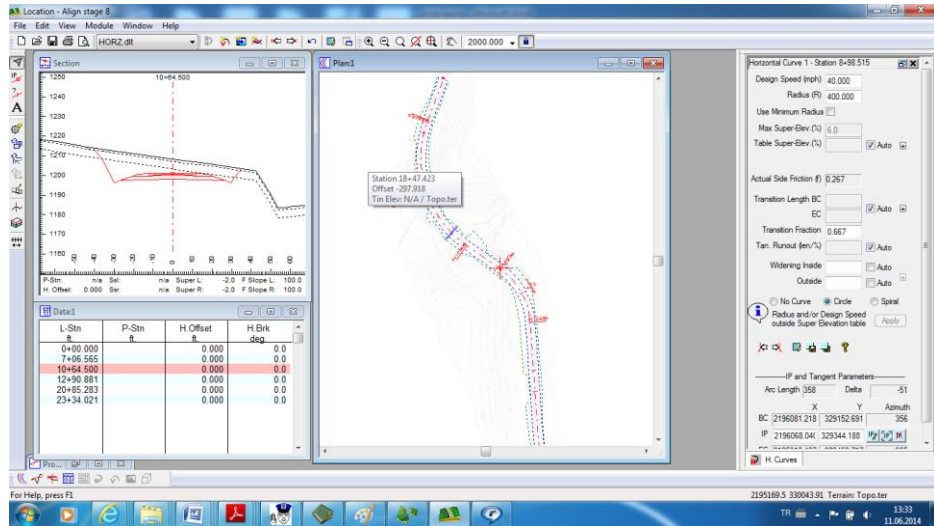 Location - Align stage 8
File Edit View Module Window Help
HORZ.dlt 2000.000
Section
1250 10+64.500
1240
1230
1220
1210
1200
1190
1180
1170
1160
P-Stn: n/a Ssl: n/a Super L: -2.0 F Slope L: 100.0
H. Offset: 0.000 Ssr: n/a Super R: -2.0 F Slope R: 100.0
Data:1
L-Stn P-Stn H.Offset H.Brk
ft. ft. ft. deg.
0+00.000 0.000 0.0
7+06.565 0.000 0.0
10+64.500 0.000 0.0
12+90.881 0.000 0.0
20+85.283 0.000 0.0
23+34.021 0.000 0.0
Pro...
Plan:1
Station 18+47.423
Offset -297.918
Tin Elev: N/A / Topo.ter
Horizontal Curve 1 - Station 8+98.515
Design Speed (mph) 40.000
Radius (R) 400.000
Use Minimum Radius
Max Super-Elev.(%) 6.0
Table Super-Elev.(%) Auto
Actual Side Friction (f) 0.267
Transition Length BC
EC Auto
Transition Fraction 0.667
Tan. Runout (len/%) Auto
Widening Inside Auto
Outside Auto
No Curve Circle Spiral
Radius and/or Design Speed
outside Super Elevation table Apply
IP and Tangent Parameters
Arc Length 358 Delta -51
X Y Azimuth
BC 2196081.218 329152.691 356
IP 2196068.04( 329344.188
H. Curves
For Help, press F1 2195169.5 330043.91 Terrain: Topo.ter
TR 13:33
11.06.2014